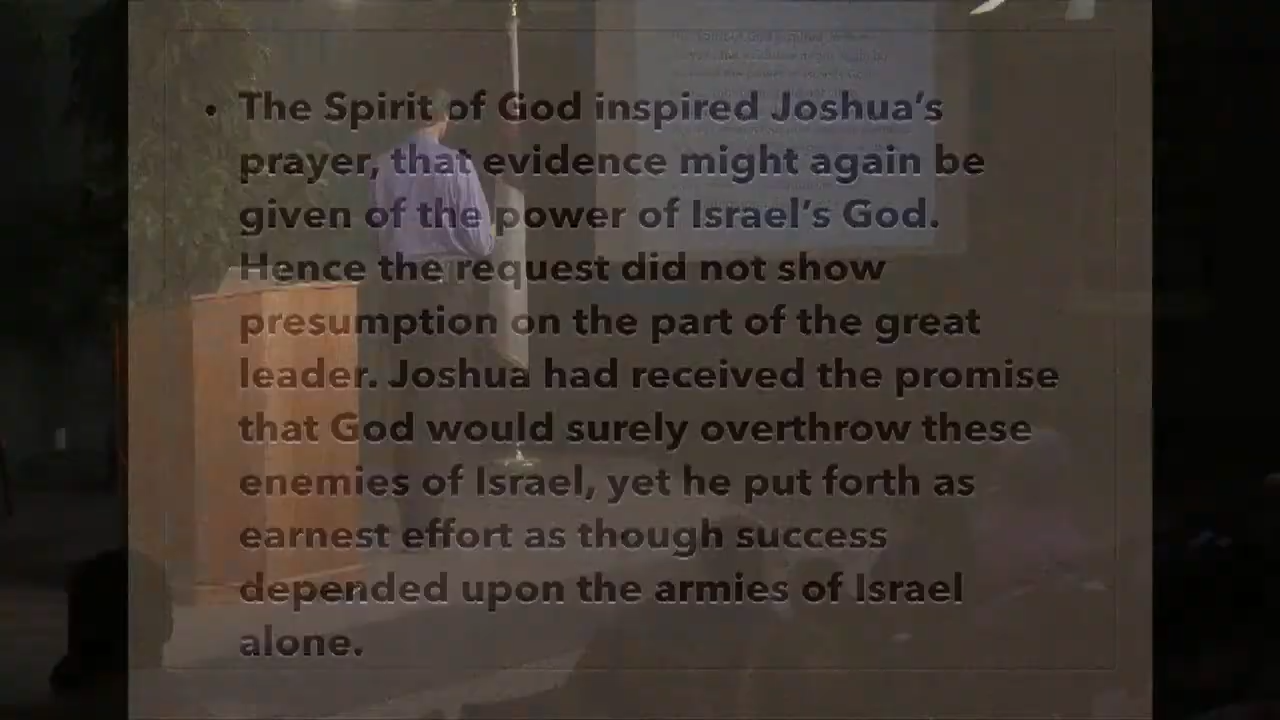 • The Spirit of God inspired Joshua’s
prayer, that evidence might again be
given of the power of Israel’s God.
Hence the request did not show
presumption on the part of the great
leader. Joshua had received the promise
that God would surely overthrow these
enemies of Israel, yet he put forth as
earnest effort as though success
depended upon the armies of Israel
alone.